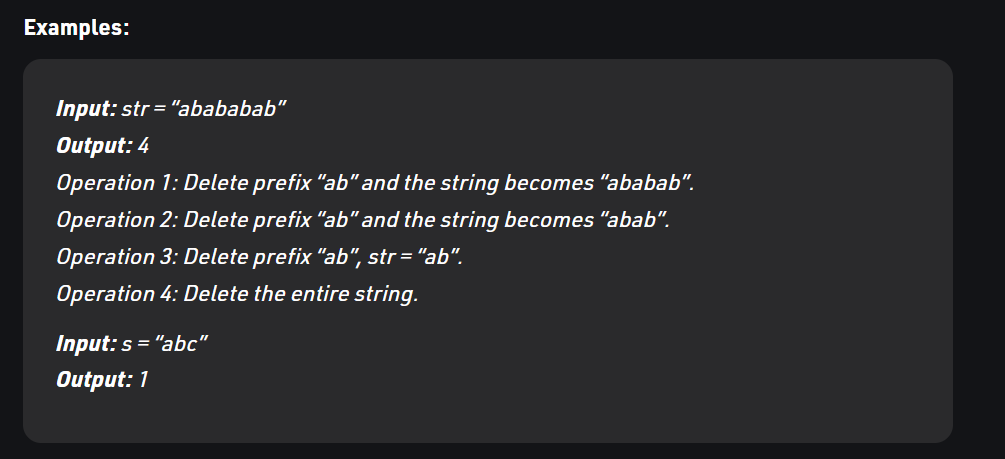 Examples:
Input: str = “abababab”
Output: 4
Operation 1: Delete prefix “ab” and the string becomes “ababab”.
Operation 2: Delete prefix “ab” and the string becomes “abab”.
Operation 3: Delete prefix “ab”, str = “ab”.
Operation 4: Delete the entire string.
Input: s = “abc”
Output: 1